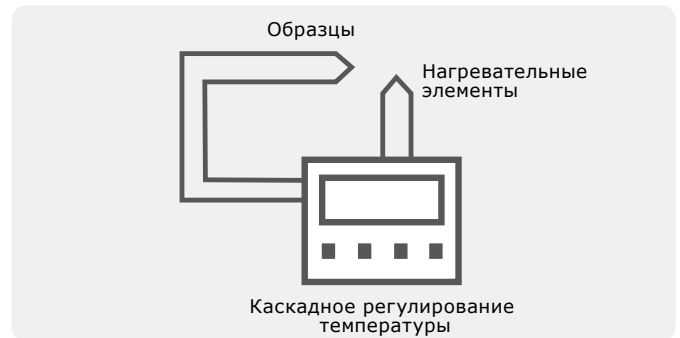 Образцы
Нагревательные
элементы
Каскадное регулирование
температуры